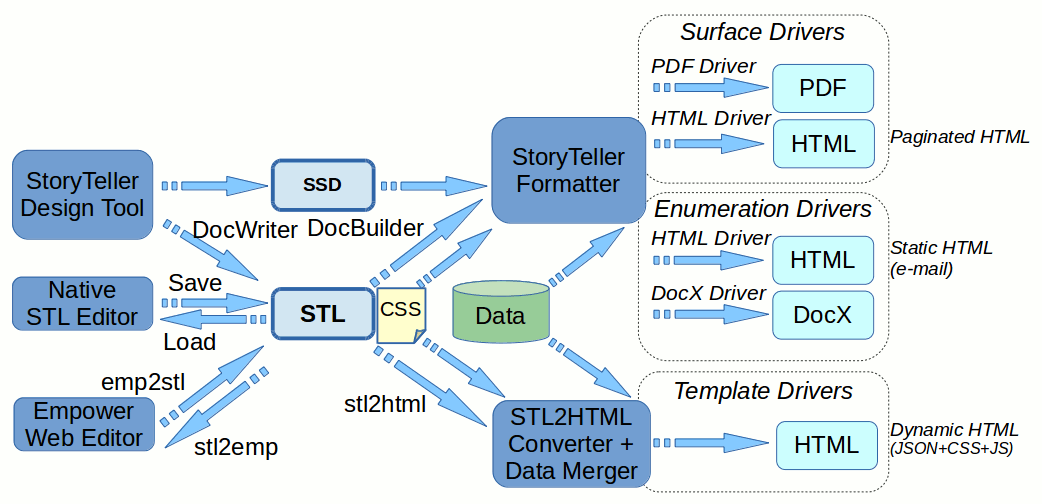 Surface Drivers
PDF Driver
PDF
HTML Driver
HTML
Paginated HTML
StoryTeller
Design Tool
SSD
StoryTeller
Formatter
DocWriter
DocBuilder
Enumeration Drivers
HTML Driver
HTML
Static HTML
(e-mail)
DocX Driver
DocX
Native
STL Editor
Save
Load
STL
CSS
Data
emp2stl
stl2emp
stl2html
Empower
Web Editor
STL2HTML
Converter +
Data Merger
Template Drivers
HTML
Dynamic HTML
(JSON+CSS+JS)